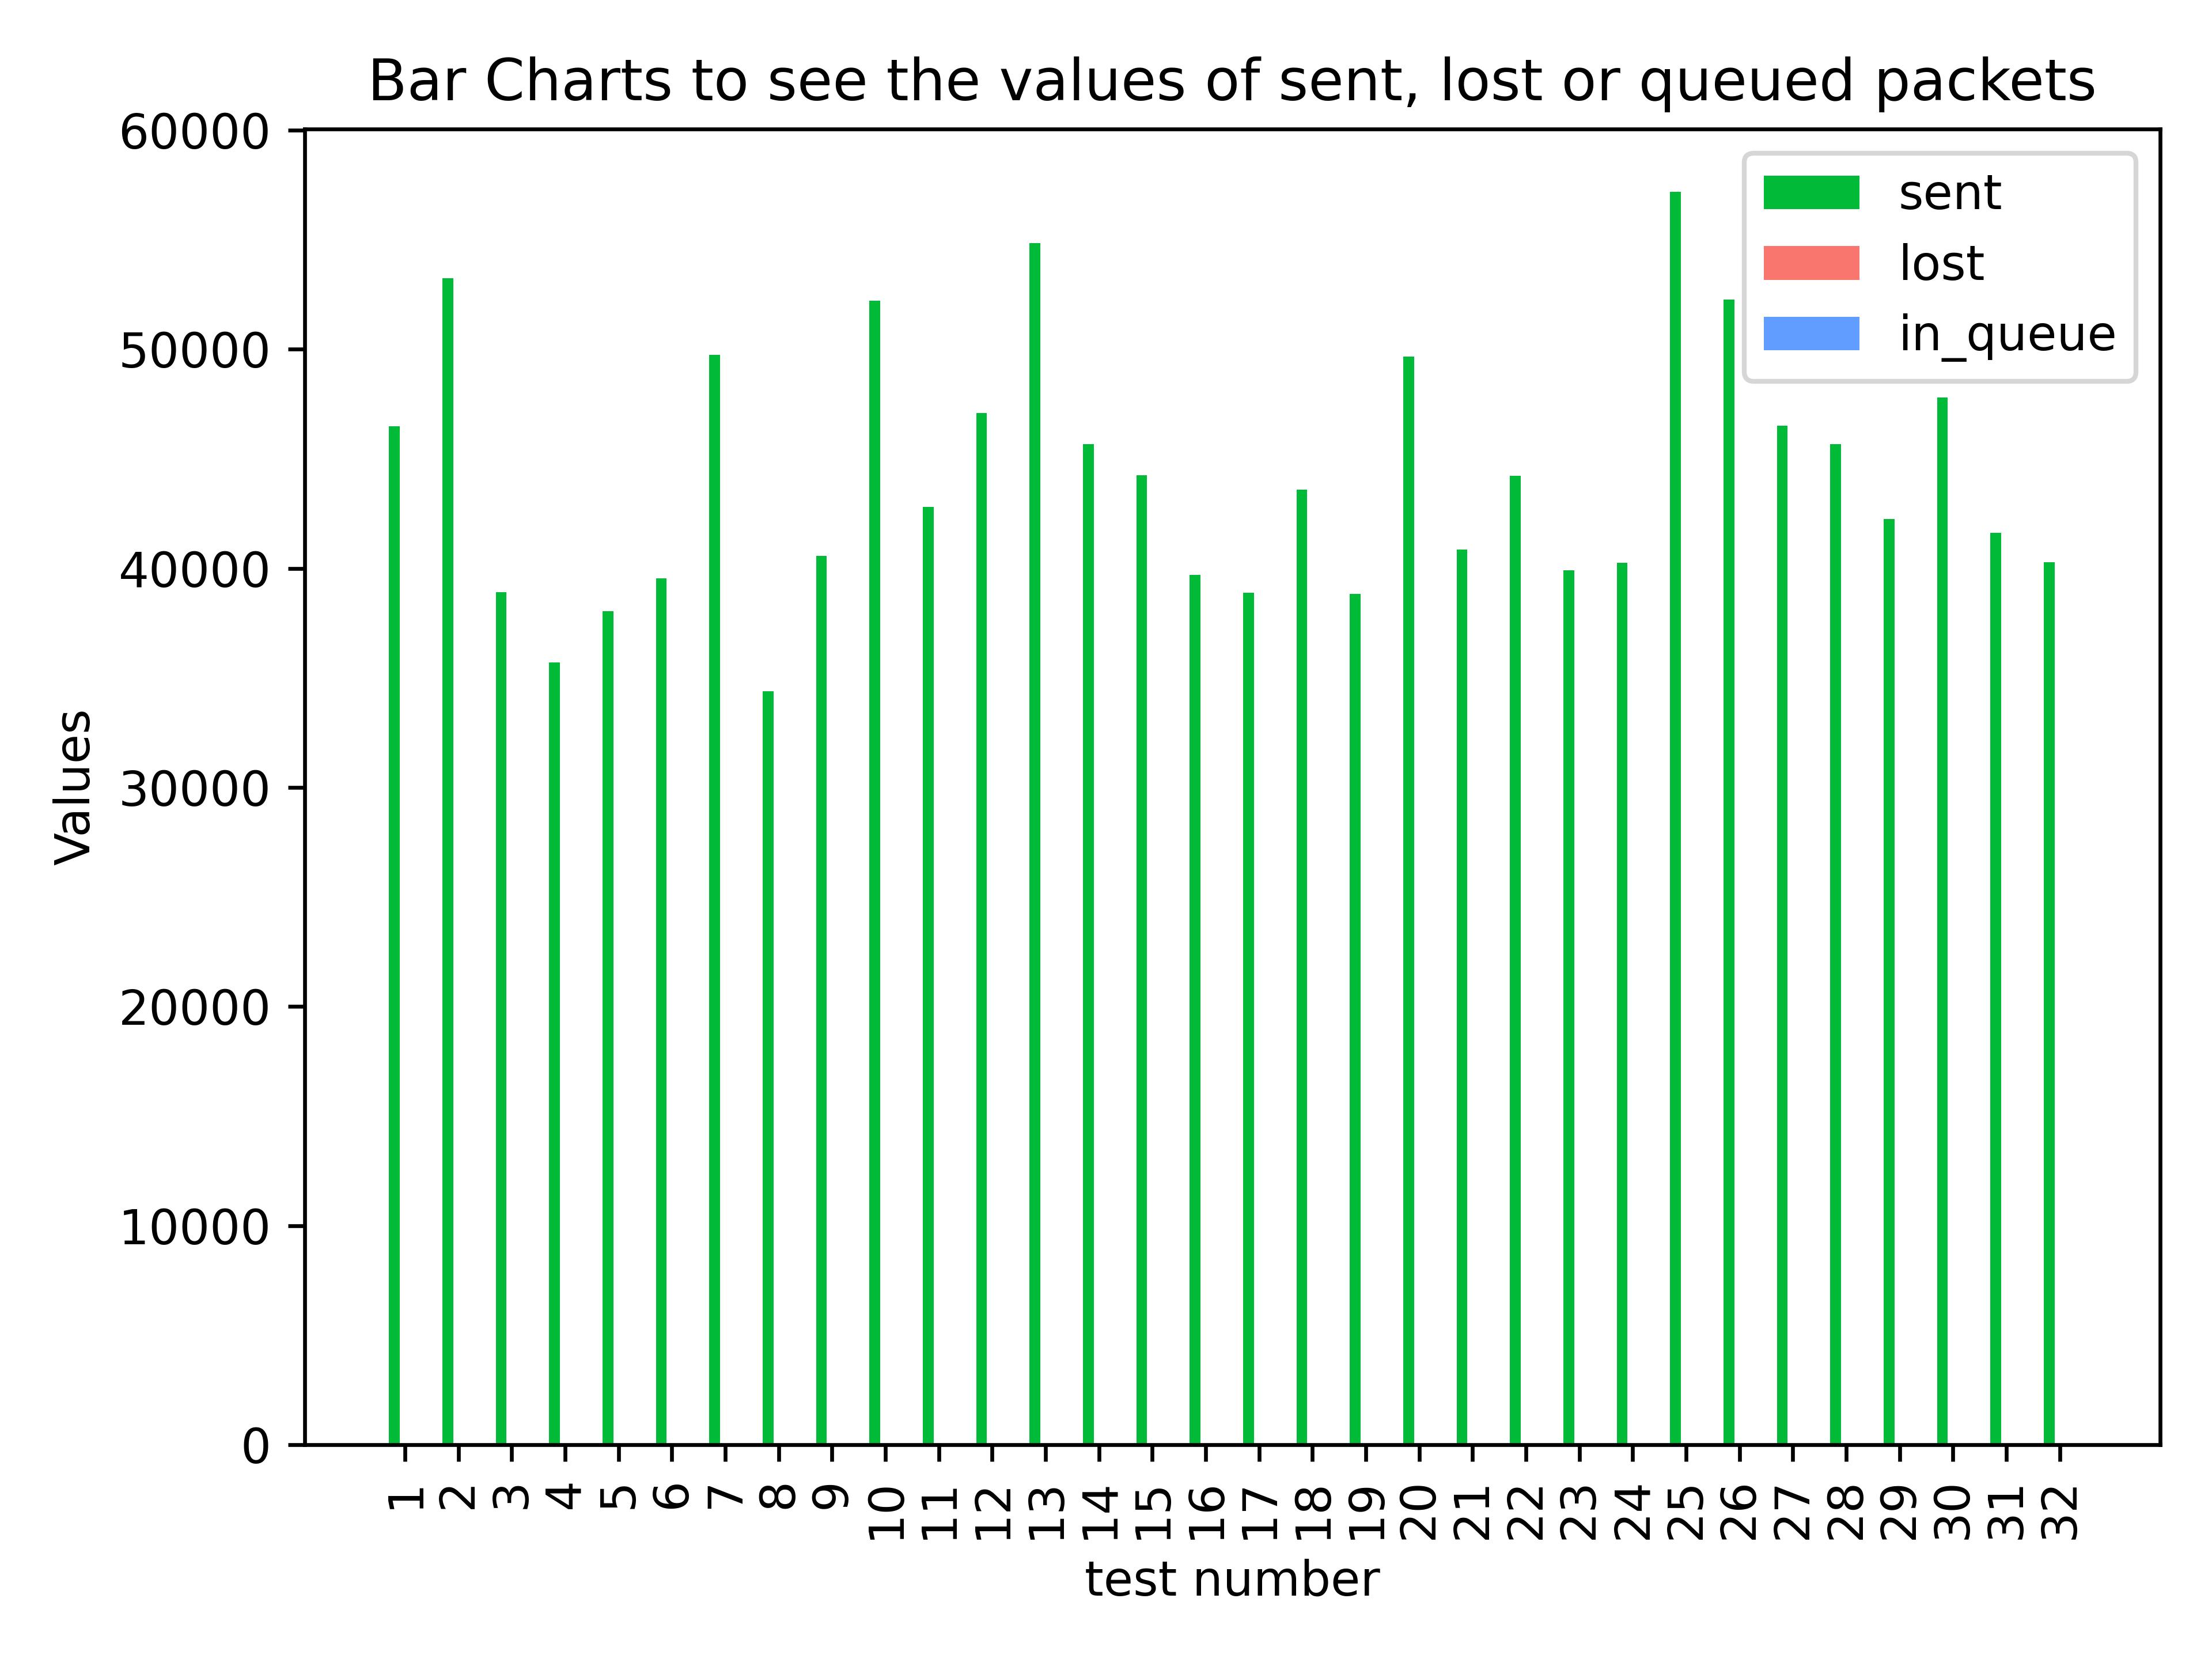 Bar Charts to see the values of sent, lost or queued packets
60000
50000
40000
30000
20000
10000
0
Values
sent
lost
in_queue
1 2 3 4 5 6 7 8 9 10 11 12 13 14 15 16 17 18 19 20 21 22 23 24 25 26 27 28 29 30 31 32
test number